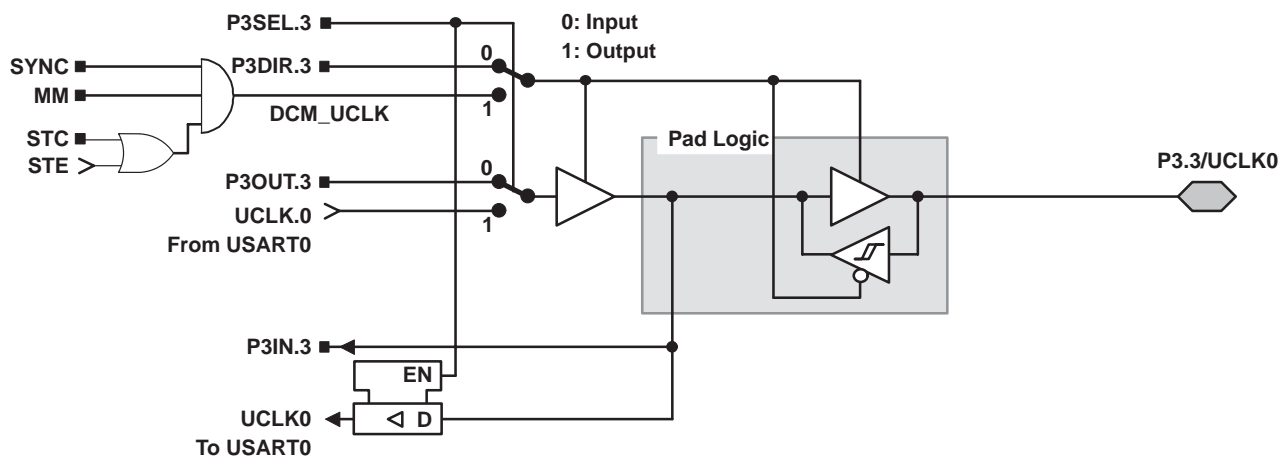 P3SEL.3
0: Input
1: Output
SYNC
P3DIR.3
0
MM
1
DCM_UCLK
STC
STE
Pad Logic
P3.3/UCLK0
P3OUT.3
0
UCLK.0
1
From USART0
P3IN.3
EN
UCLK0
D
To USART0